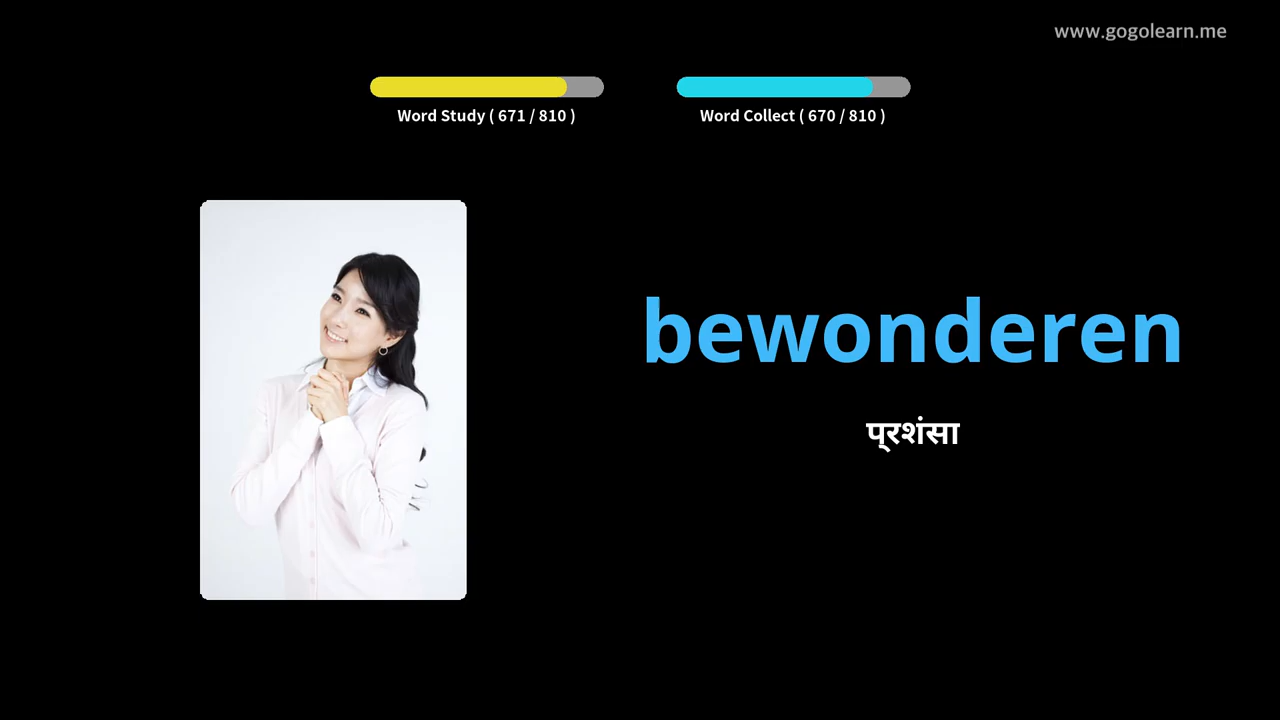 www.gogolearn.me
Word Study ( 671 / 810 )
Word Collect ( 670 / 810 )
bewonderen
प्रशंसा